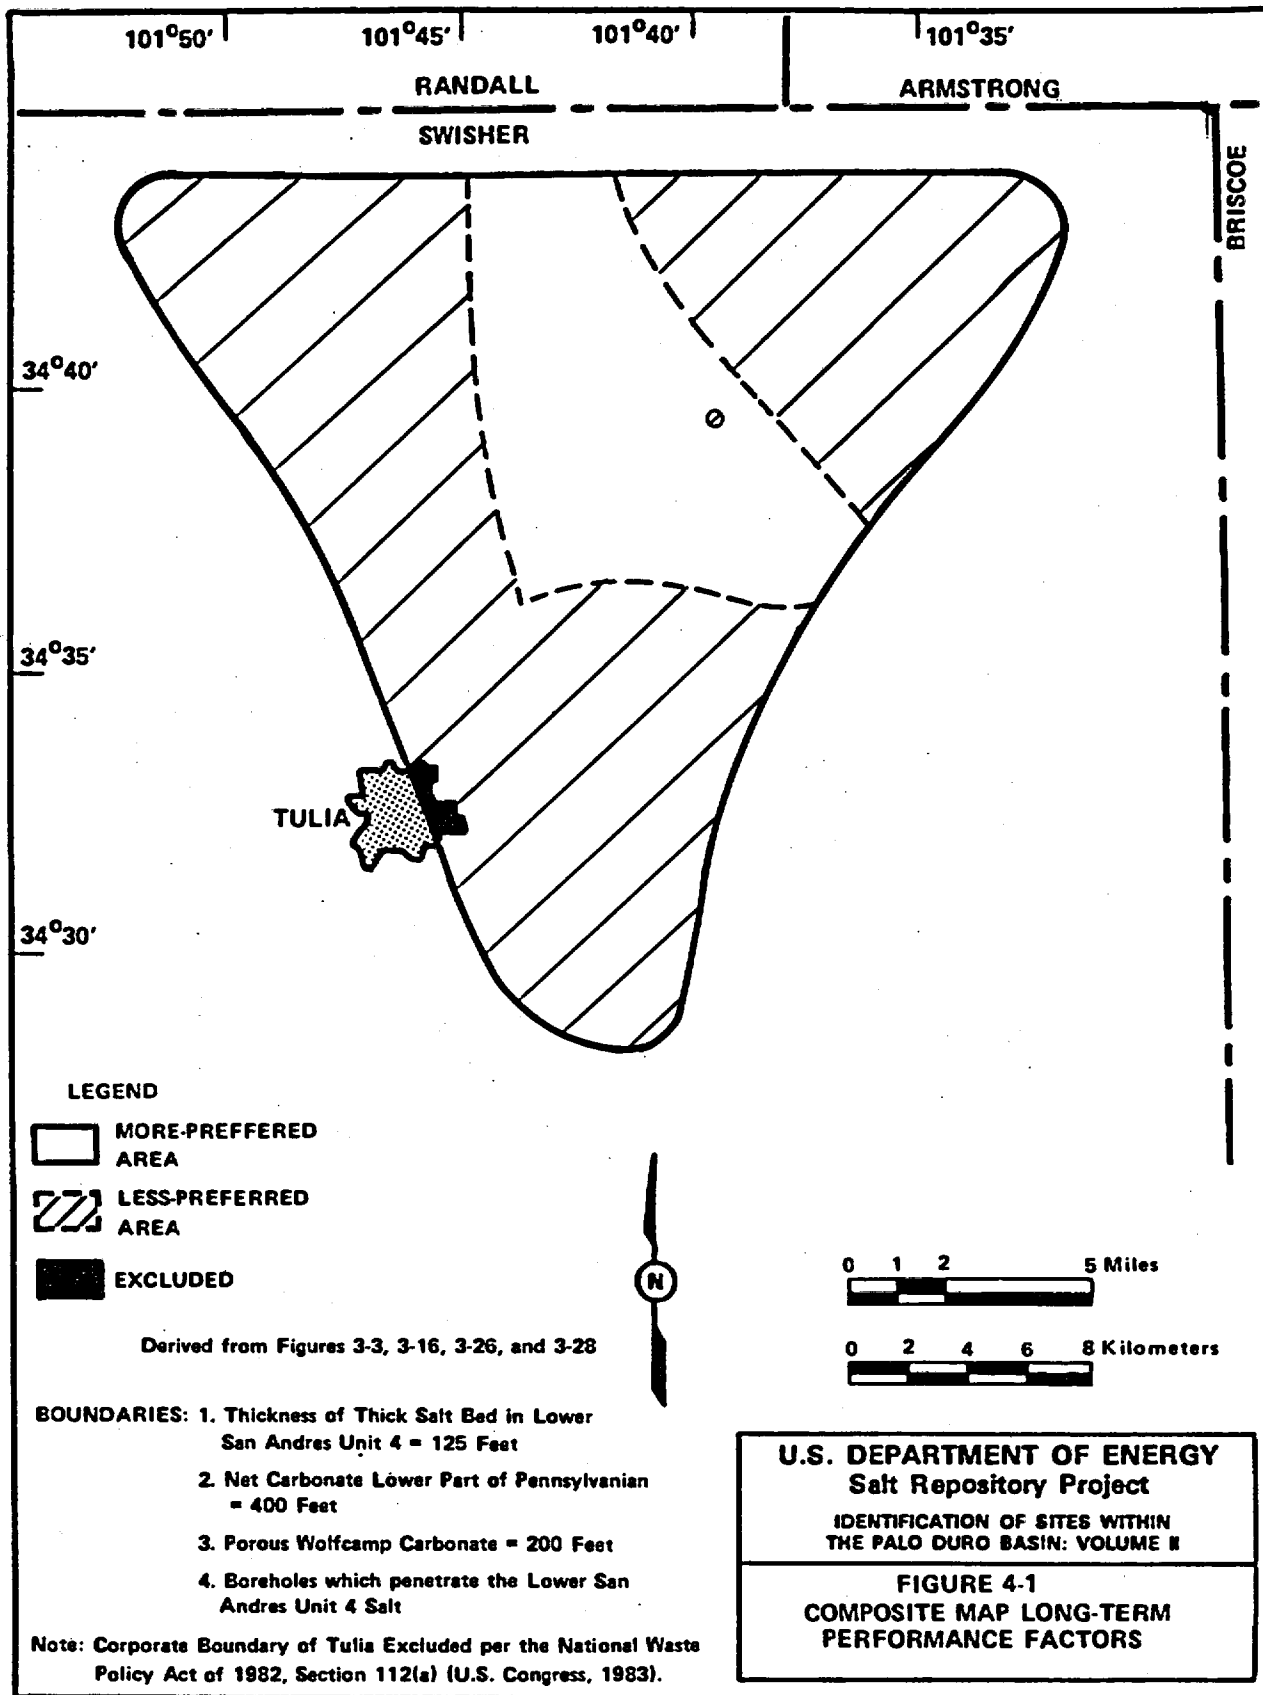 101°50′ 101°45′ 101°40′ 101°35′
RANDALL ARMSTRONG
SWISHER
BRISCOE
34°40′
34°35′
TULIA
34°30′
LEGEND
MORE-PREFFERED
AREA
LESS-PREFERRED
AREA
EXCLUDED
N
0 1 2 5 Miles
0 2 4 6 8 Kilometers
Derived from Figures 3-3, 3-16, 3-26, and 3-28
BOUNDARIES: 1. Thickness of Thick Salt Bed in Lower
San Andres Unit 4 = 125 Feet
2. Net Carbonate Lower Part of Pennsylvanian
= 400 Feet
3. Porous Wolfcamp Carbonate = 200 Feet
4. Boreholes which penetrate the Lower San
Andres Unit 4 Salt
Note: Corporate Boundary of Tulia Excluded per the National Waste
Policy Act of 1982, Section 112(a) (U.S. Congress, 1983).
U.S. DEPARTMENT OF ENERGY
Salt Repository Project
IDENTIFICATION OF SITES WITHIN
THE PALO DURO BASIN: VOLUME II
FIGURE 4-1
COMPOSITE MAP LONG-TERM
PERFORMANCE FACTORS